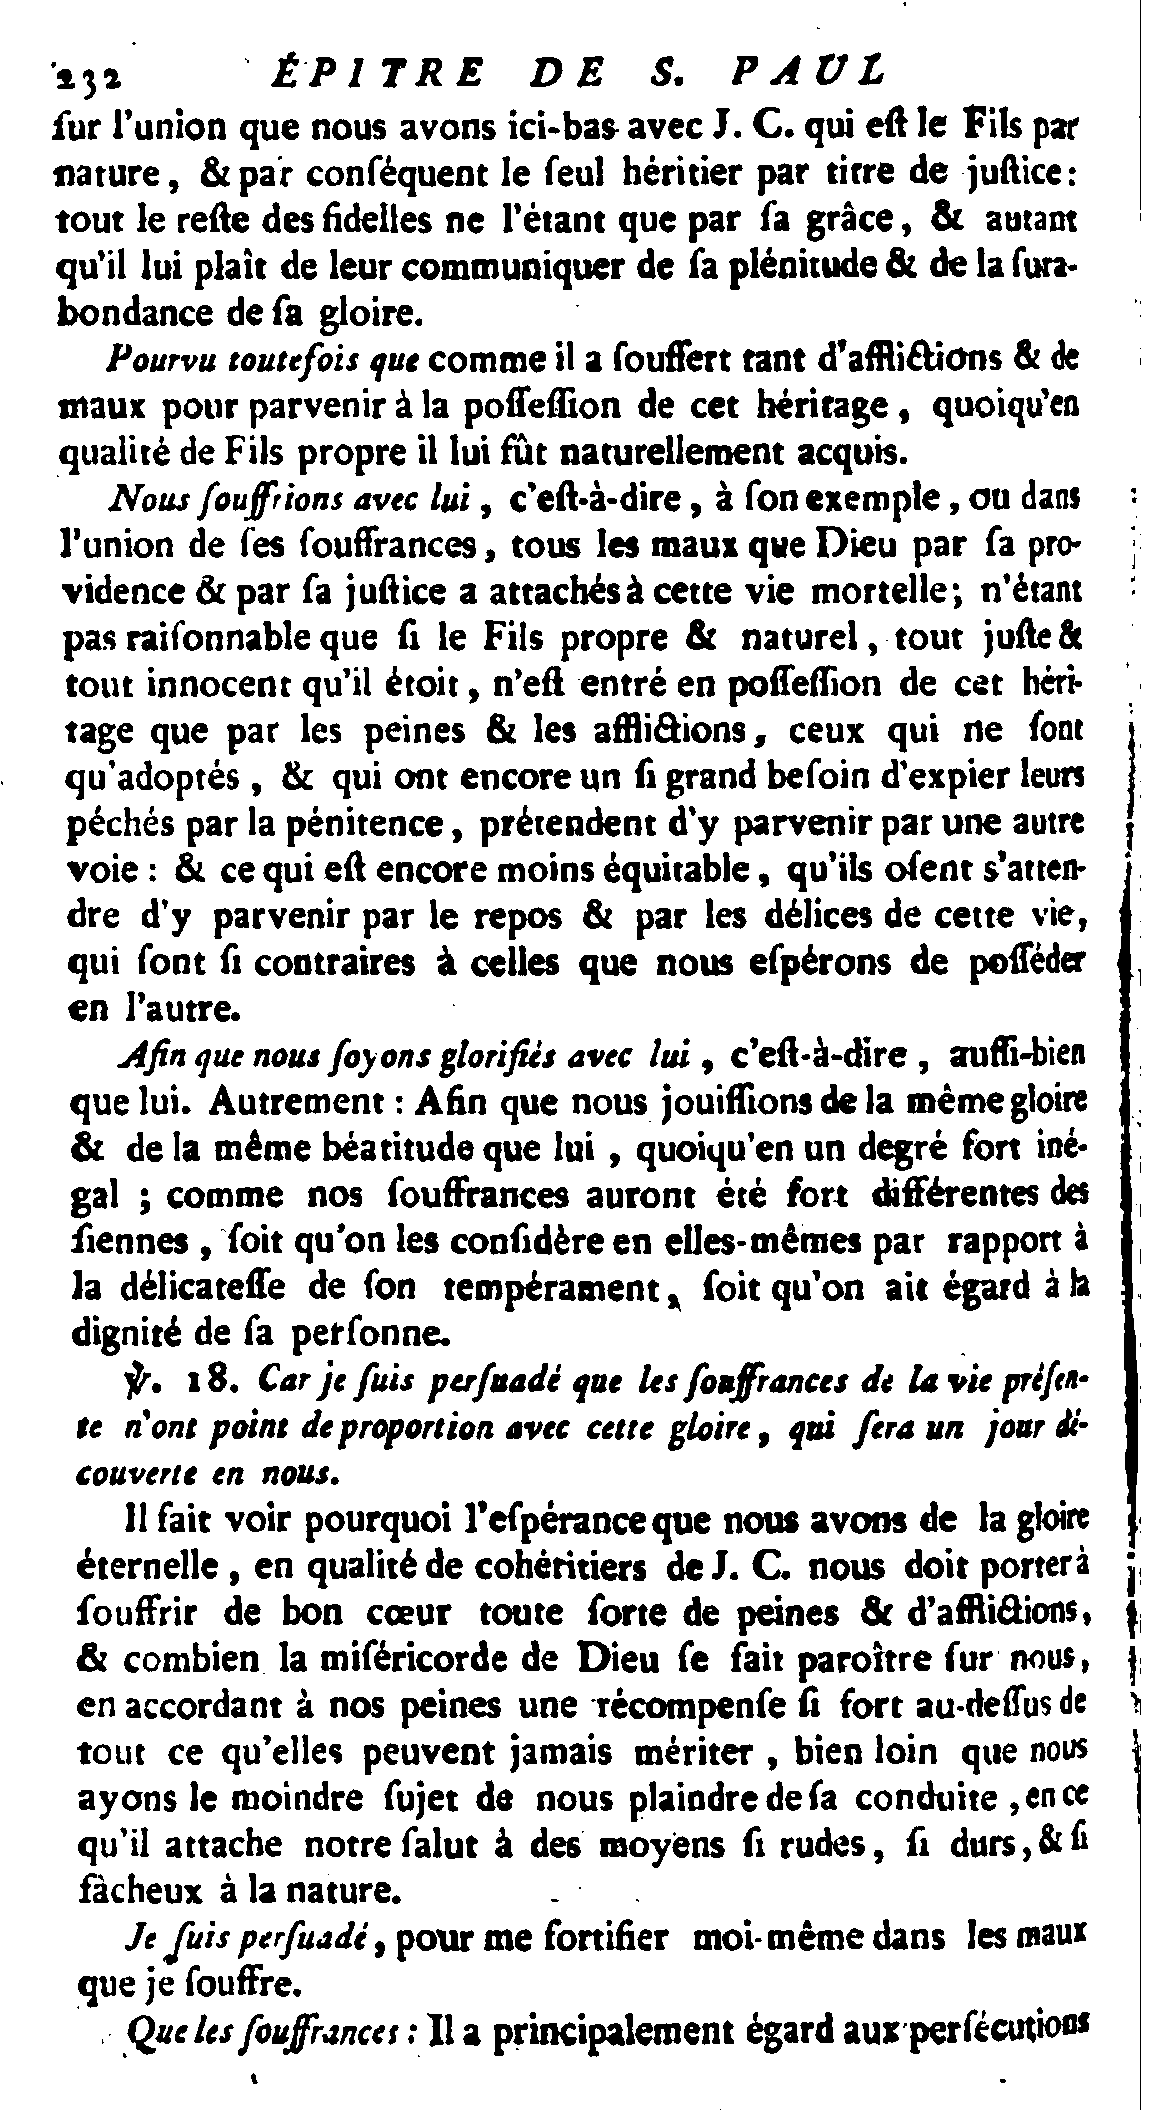 232 ÉPITRE DE S. PAUL
ſur l'union que nous avons ici-bas avec J. C. qui eſt le Fils par
nature, & par conſéquent le ſeul héritier par titre de juſtice:
tout le reſte des fidelles ne l'étant que par ſa grâce, & autant
qu'il lui plaît de leur communiquer de ſa plénitude & de la ſura-
bondance de ſa gloire.
Pourvu toutefois que comme il a ſouffert tant d'afflictions & de
maux pour parvenir à la poſſeſſion de cet héritage, quoiqu'en
qualité de Fils propre il lui fût naturellement acquis.
Nous ſouffrions avec lui, c'eſt-à-dire, à ſon exemple, ou dans
l'union de ſes ſouffrances, tous les maux que Dieu par ſa pro-
vidence & par ſa juſtice a attachés à cette vie mortelle; n'étant
pas raiſonnable que ſi le Fils propre & naturel, tout juſte &
tout innocent qu'il étoit, n'eſt entré en poſſeſſion de cet héri-
tage que par les peines & les afflictions, ceux qui ne ſont
qu'adoptés, & qui ont encore un ſi grand beſoin d'expier leurs
péchés par la pénitence, prétendent d'y parvenir par une autre
voie : & ce qui eſt encore moins équitable, qu'ils oſent s'atten-
dre d'y parvenir par le repos & par les délices de cette vie,
qui ſont ſi contraires à celles que nous eſpérons de poſſéder
en l'autre.
Afin que nous ſoyons glorifiés avec lui, c'eſt-à-dire, auſſi-bien
que lui. Autrement : Afin que nous jouiſſions de la même gloire
& de la même béatitude que lui, quoiqu'en un degré fort iné-
gal ; comme nos ſouffrances auront été fort différentes des
ſiennes, ſoit qu'on les conſidère en elles-mêmes par rapport à
la délicateſſe de ſon tempérament, ſoit qu'on ait égard à la
dignité de ſa perſonne.
℣. 18. Car je ſuis perſuadé que les ſouffrances de la vie préſen-
te n'ont point de proportion avec cette gloire, qui ſera un jour dé-
couverte en nous.
Il fait voir pourquoi l'eſpérance que nous avons de la gloire
éternelle, en qualité de cohéritiers de J. C. nous doit porter à
ſouffrir de bon cœur toute ſorte de peines & d'afflictions,
& combien la miſéricorde de Dieu ſe fait paroître ſur nous,
en accordant à nos peines une récompenſe ſi fort au-deſſus de
tout ce qu'elles peuvent jamais mériter, bien loin que nous
ayons le moindre ſujet de nous plaindre de ſa conduite, en ce
qu'il attache notre ſalut à des moyens ſi rudes, ſi durs, & ſi
fâcheux à la nature.
Je ſuis perſuadé, pour me fortifier moi-même dans les maux
que je ſouffre.
Que les ſouffrances : Il a principalement égard aux perſécutions